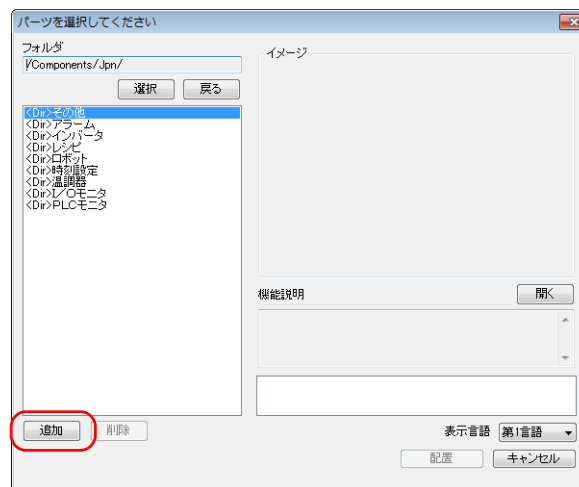 パーツを選択してください
フォルダ
/Components/Jpn/
選択
戻る
<Dir>その他
<Dir>アラーム
<Dir>インバータ
<Dir>レシピ
<Dir>ロボット
<Dir>時刻設定
<Dir>温調器
<Dir>I/Oモニタ
<Dir>PLCモニタ
追加
削除
イメージ
機能説明
開く
表示言語
第1言語
配置
キャンセル